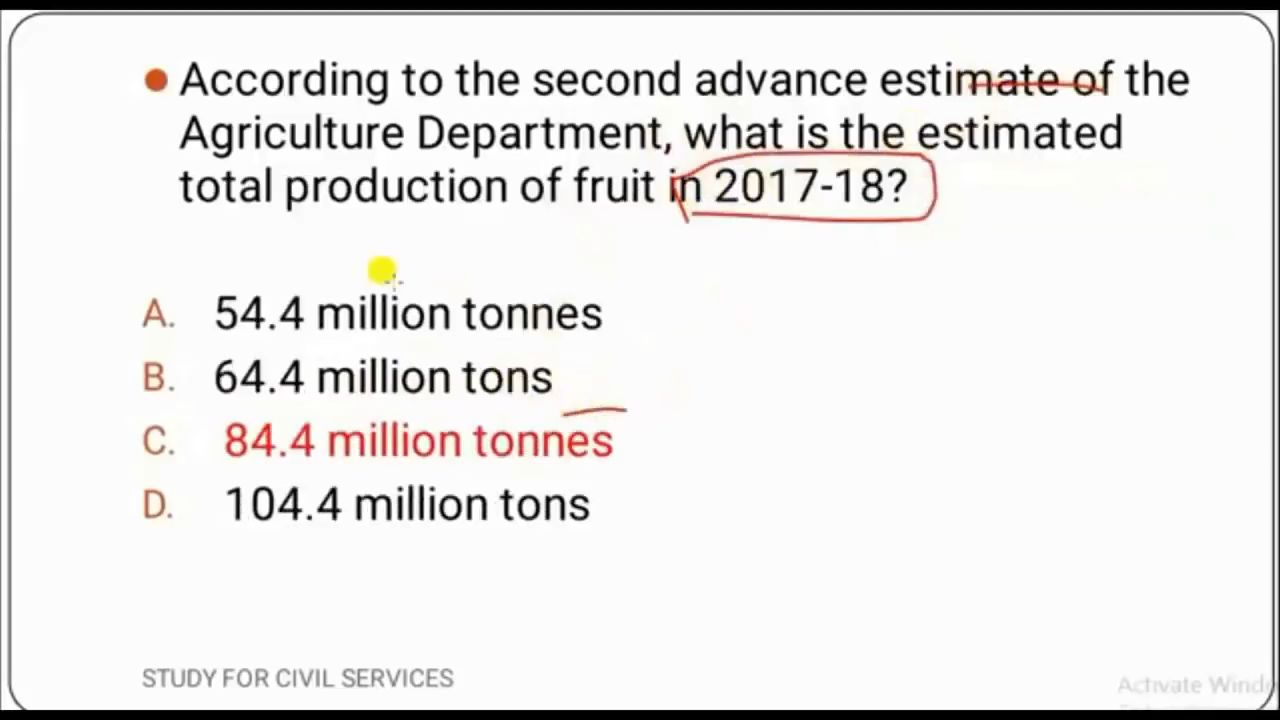 According to the second advance estimate of the
Agriculture Department, what is the estimated
total production of fruit in 2017-18?
A. 54.4 million tonnes
B. 64.4 million tons
C. 84.4 million tonnes
D. 104.4 million tons
STUDY FOR CIVIL SERVICES
Activate Wind